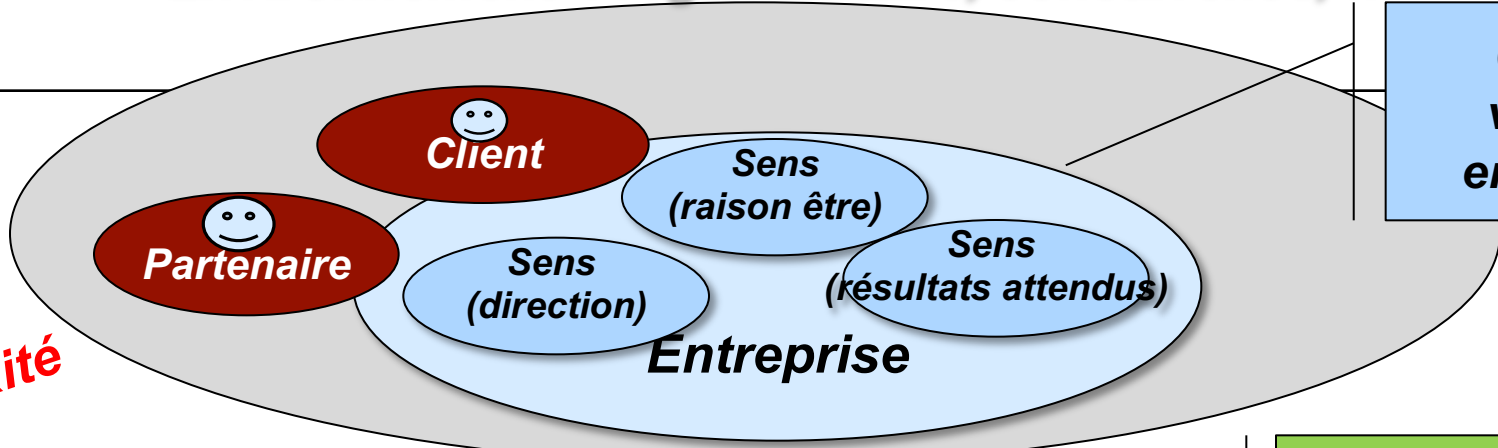 Client
Sens
(raison être)
Partenaire
Sens
(direction)
Sens
(résultats attendus)
Entreprise